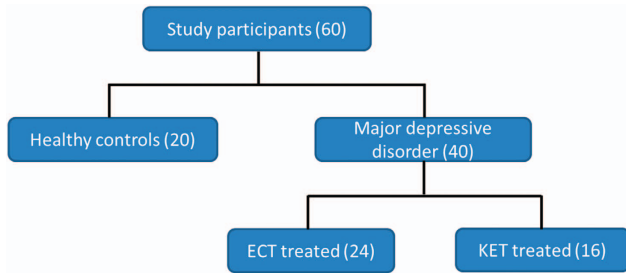 Study participants (60)
Healthy controls (20)
Major depressive
disorder (40)
ECT treated (24)
KET treated (16)